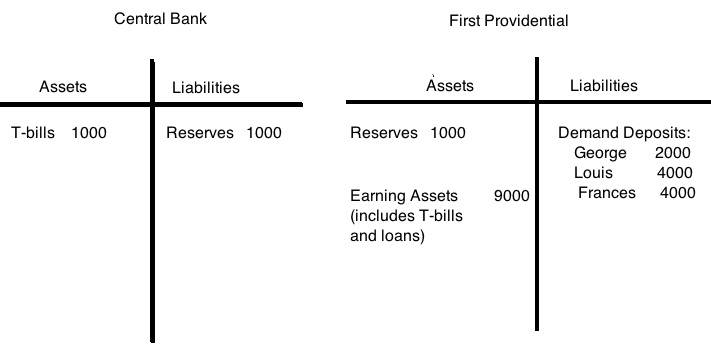 Central Bank
Assets Liabilities
T-bills 1000 Reserves 1000
First Providential
Assets Liabilities
Reserves 1000
Earning Assets 9000
(includes T-bills
and loans)
Demand Deposits:
George 2000
Louis 4000
Frances 4000